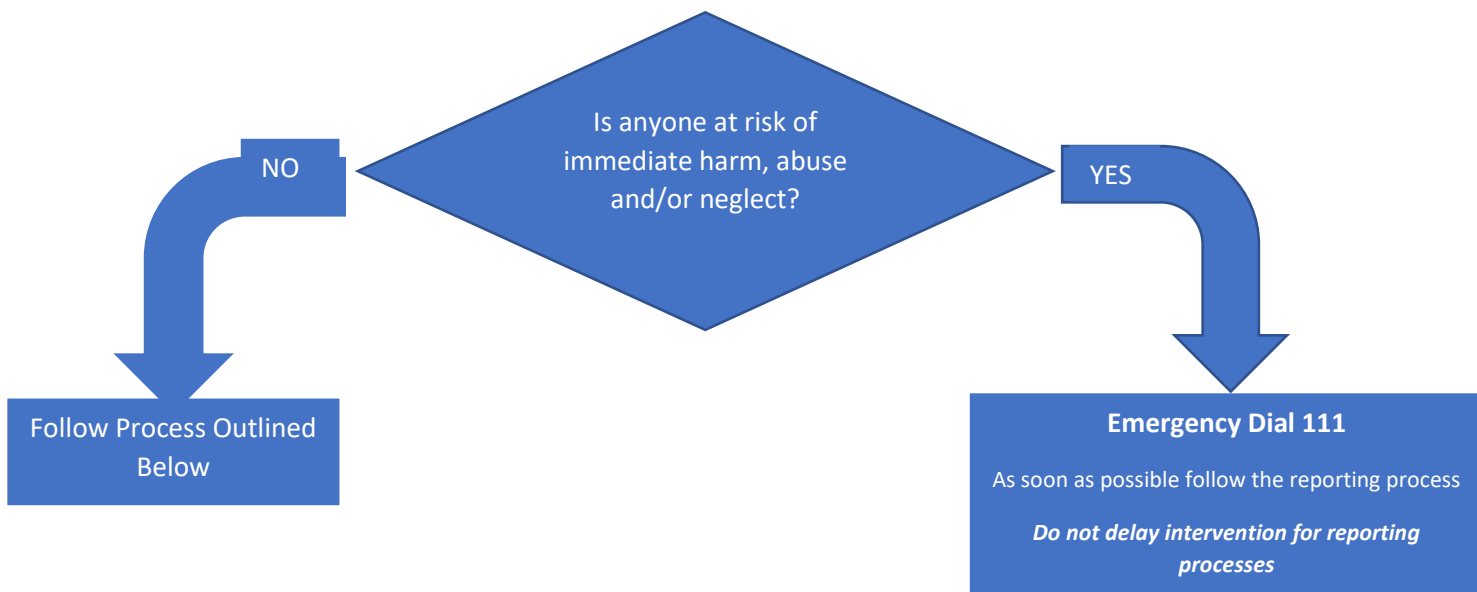 Is anyone at risk of
immediate harm, abuse
and/or neglect?
NO
YES
Follow Process Outlined
Below
Emergency Dial 111
As soon as possible follow the reporting process
Do not delay intervention for reporting
processes